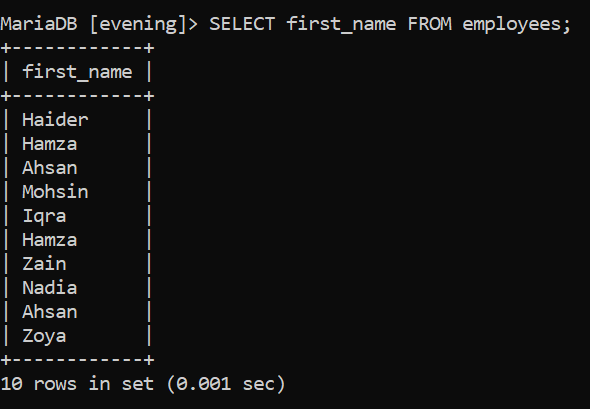 MariaDB [evening]> SELECT first_name FROM employees;
+------------+
| first_name |
+------------+
| Haider     |
| Hamza      |
| Ahsan      |
| Mohsin     |
| Iqra       |
| Hamza      |
| Zain       |
| Nadia      |
| Ahsan      |
| Zoya       |
+------------+
10 rows in set (0.001 sec)